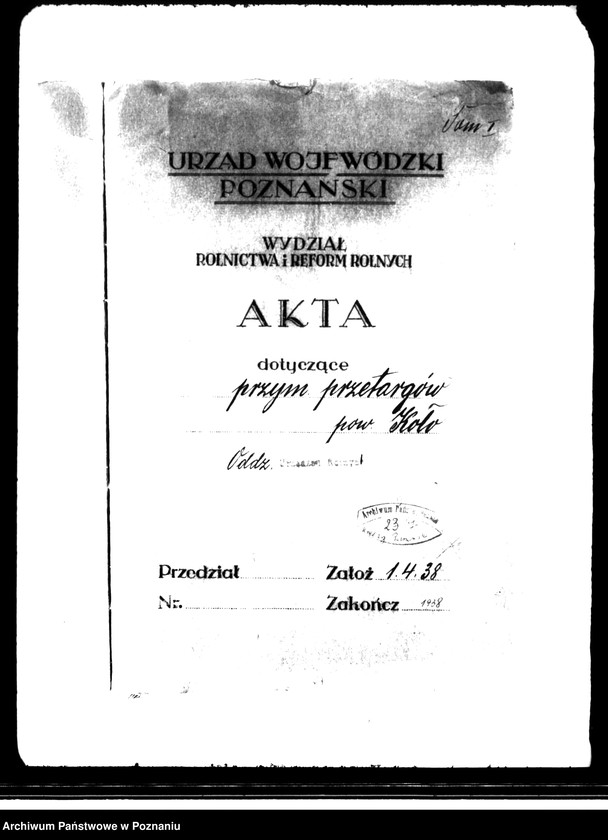 Tom I
URZĄD WOJEWÓDZKI
POZNAŃSKI
WYDZIAŁ
ROLNICTWA i REFORM ROLNYCH
AKTA
dotyczące
przym przetargów
pow. Koło
Oddz.
Archiwum
23
Przedział Założ 1.4.38
Nr. Zakończ 1938
Archiwum Państwowe w Poznaniu